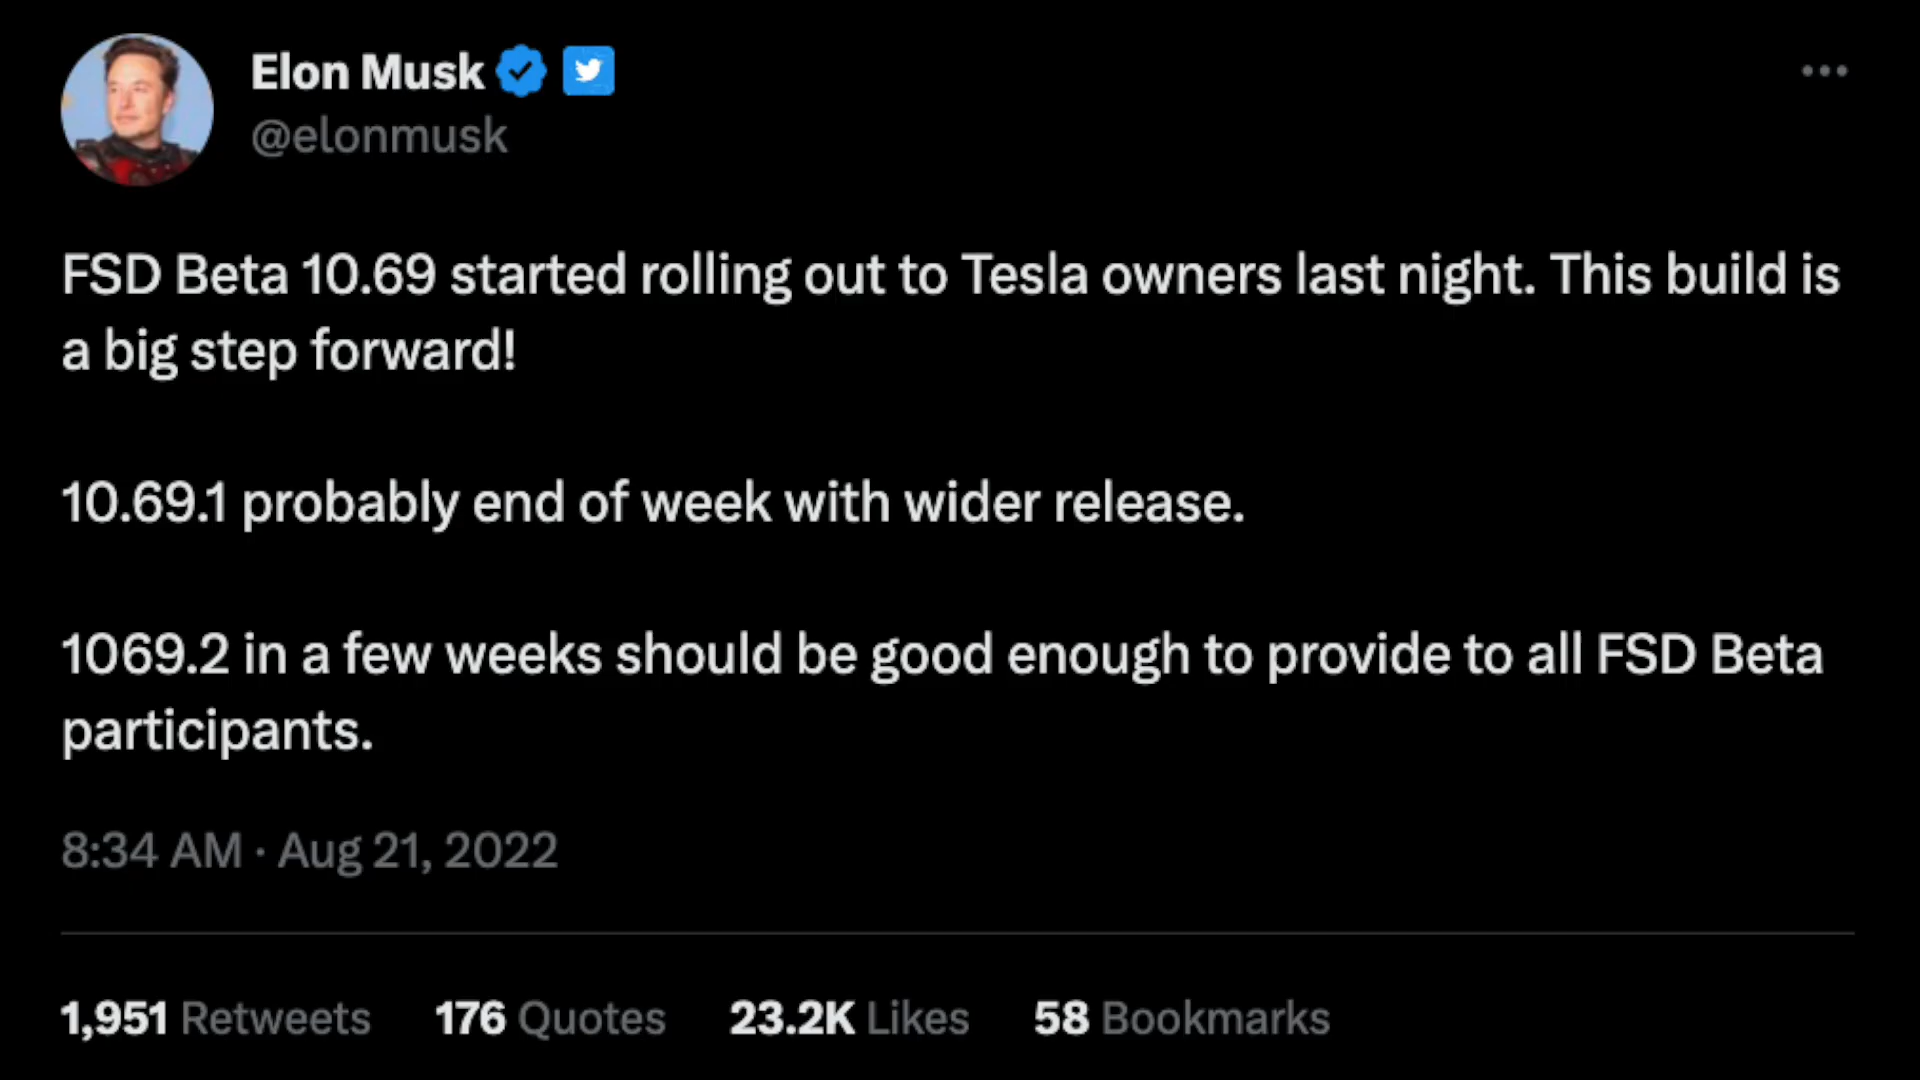 Elon Musk
@elonmusk
FSD Beta 10.69 started rolling out to Tesla owners last night. This build is
a big step forward!
10.69.1 probably end of week with wider release.
1069.2 in a few weeks should be good enough to provide to all FSD Beta
participants.
8:34 AM · Aug 21, 2022
1,951 Retweets 176 Quotes 23.2K Likes 58 Bookmarks